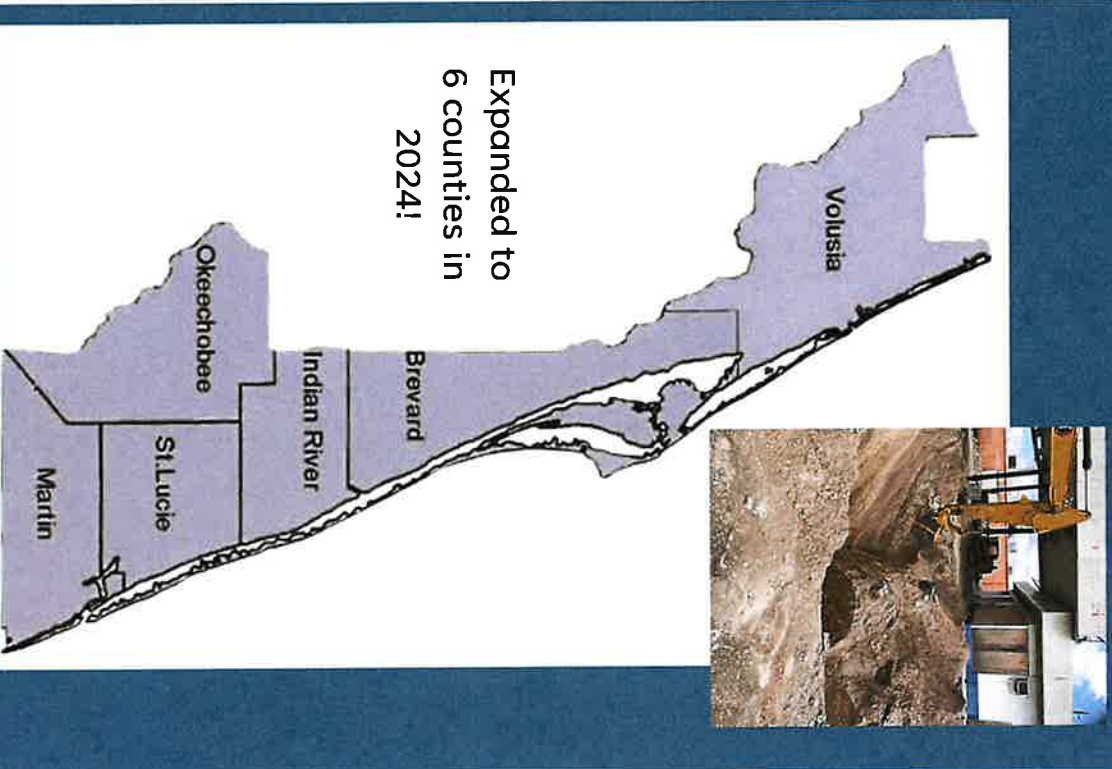 Expanded to
6 counties in
2024!
Volusia
Brevard
Indian River
Okeechobee
St.Lucie
Martin